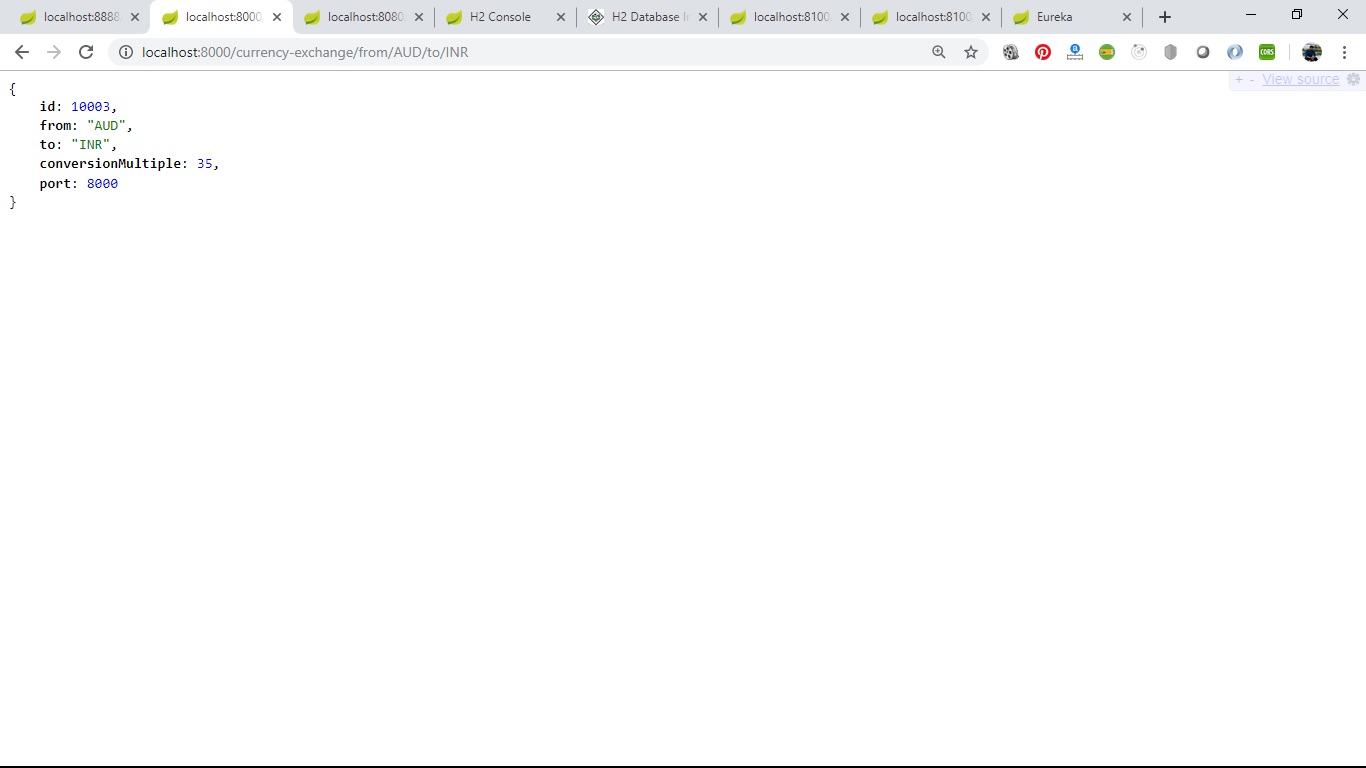 localhost:8888
localhost:8000
localhost:8080
H2 Console
H2 Database I
localhost:8100
localhost:8100
Eureka
localhost:8000/currency-exchange/from/AUD/to/INR
a
CORS
+ - View source
{
id: 10003,
from: "AUD",
to: "INR",
conversionMultiple: 35,
port: 8000
}